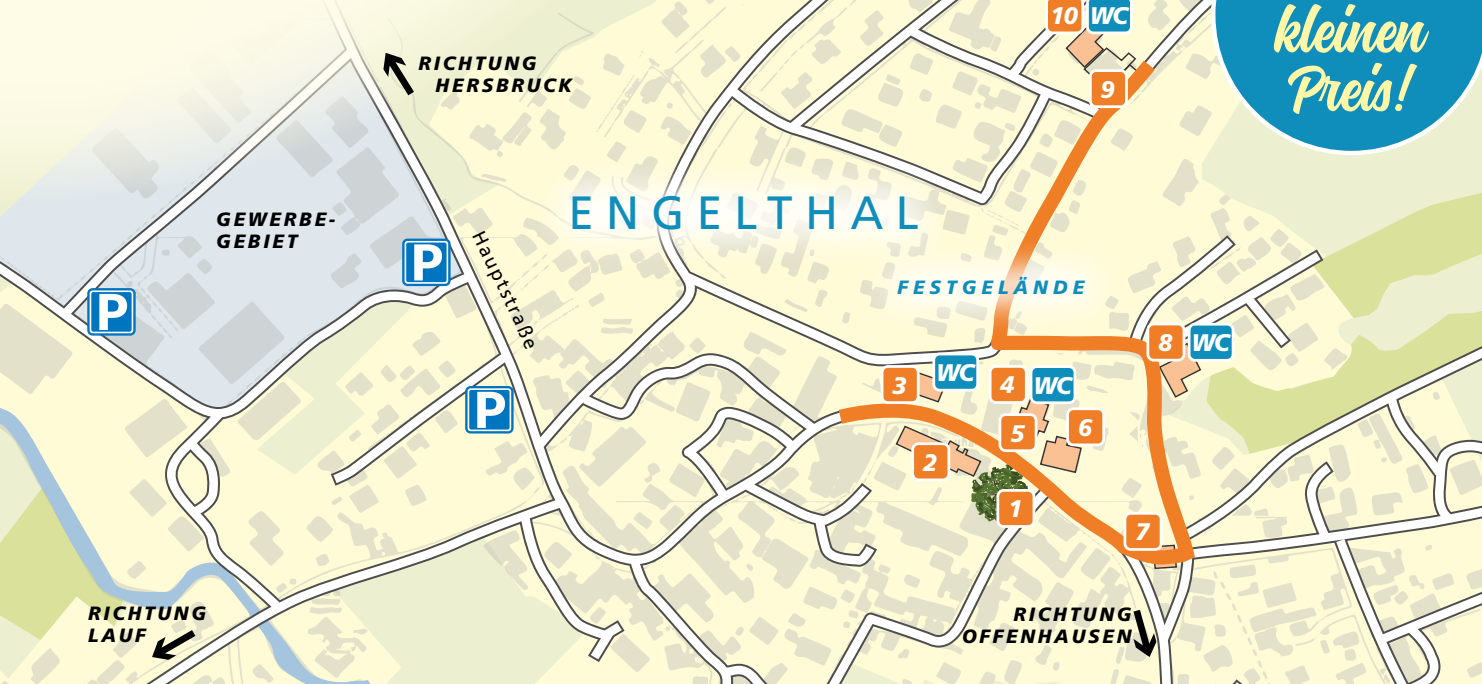 10 WC
kleinen
Preis!
RICHTUNG
HERSBRUCK
9
GEWERBE-
GEBIET
ENGELTHAL
P
Hauptstraße
P
FESTGELÄNDE
8 WC
3 WC
4 WC
P
5
6
2
1
7
RICHTUNG
LAUF
RICHTUNG
OFFENHAUSEN